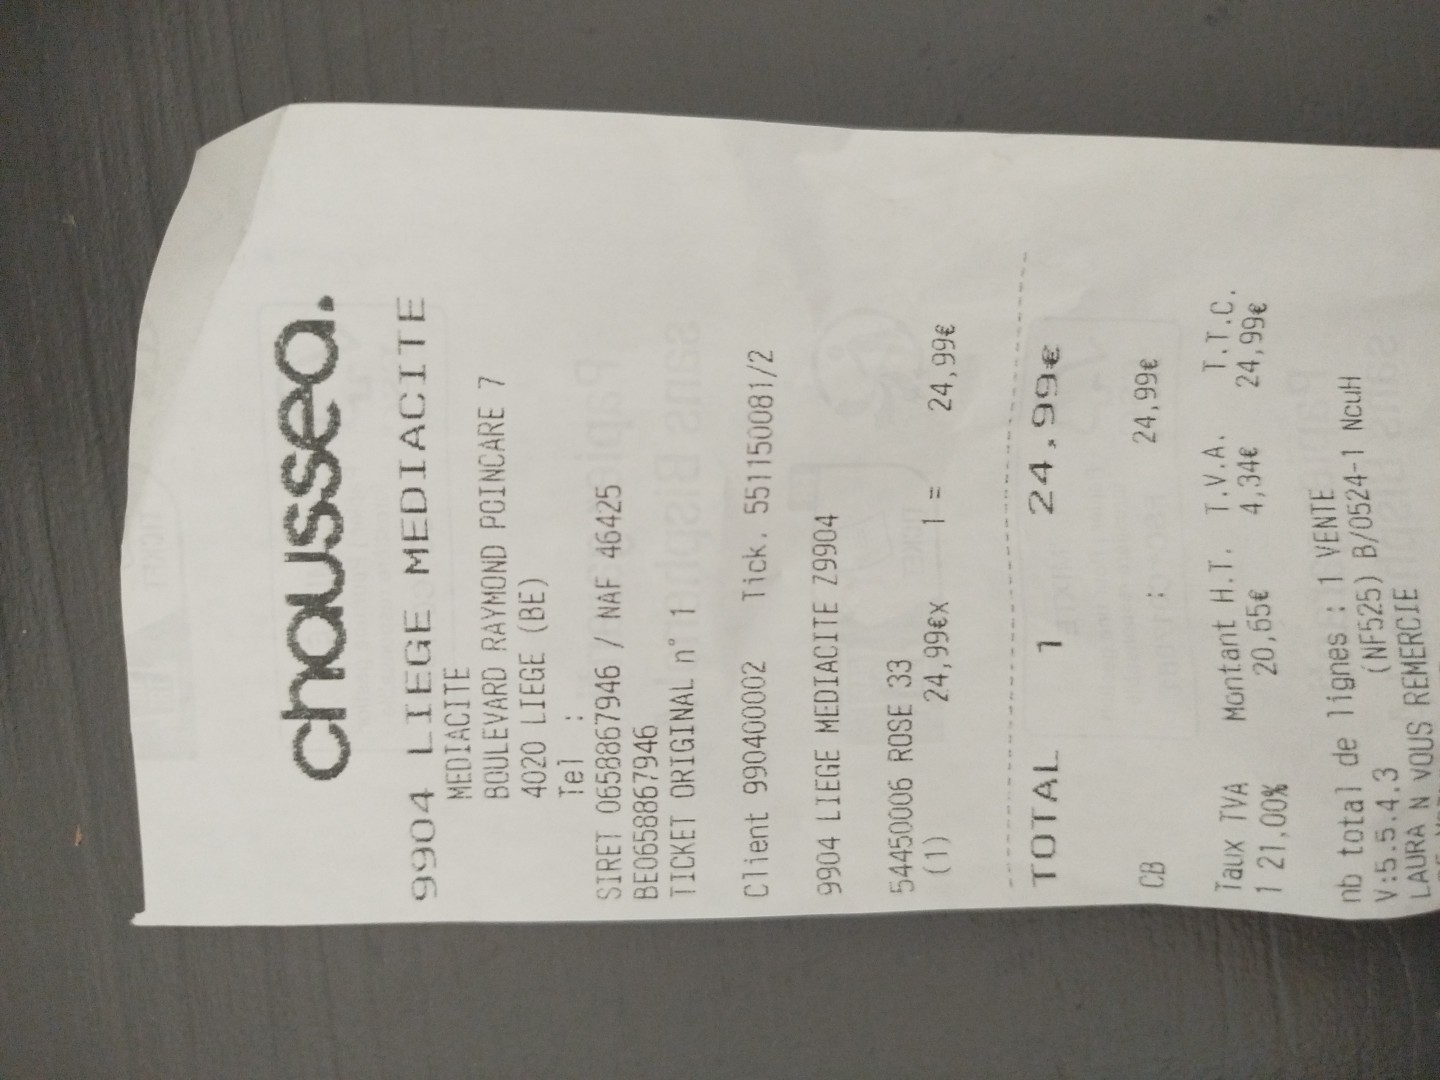 chaussea.
9904 LIEGE MEDIACITE
MEDIACITE
BOULEVARD RAYMOND POINCARE 7
4020 LIEGE (BE)
Tel :
SIRET 0658867946 / NAF 46425
BE0658867946
TICKET ORIGINAL n° 1
Client 990400002 Tick. 551150081/2
9904 LIEGE MEDIACITE Z9904
54450006 ROSE 33
(1) 24,99€x 1 = 24,99€
TOTAL 1 24,99€
CB : 24,99€
Taux TVA Montant H.T. T.V.A. T.T.C.
1 21,00% 20,65€ 4,34€ 24,99€
nb total de lignes : 1 VENTE
V:5.5.4.3 (NF525) B/0524-1 NcuH
LAURA N VOUS REMERCIE